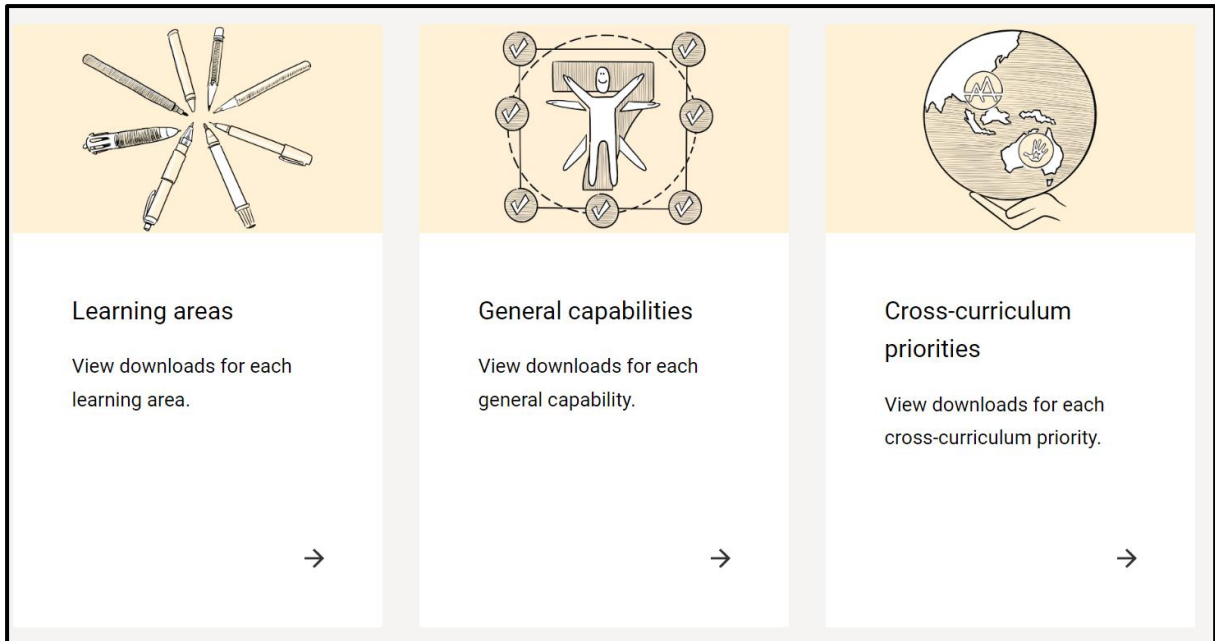 Learning areas
View downloads for each
learning area.
General capabilities
View downloads for each
general capability.
Cross-curriculum
priorities
View downloads for each
cross-curriculum priority.